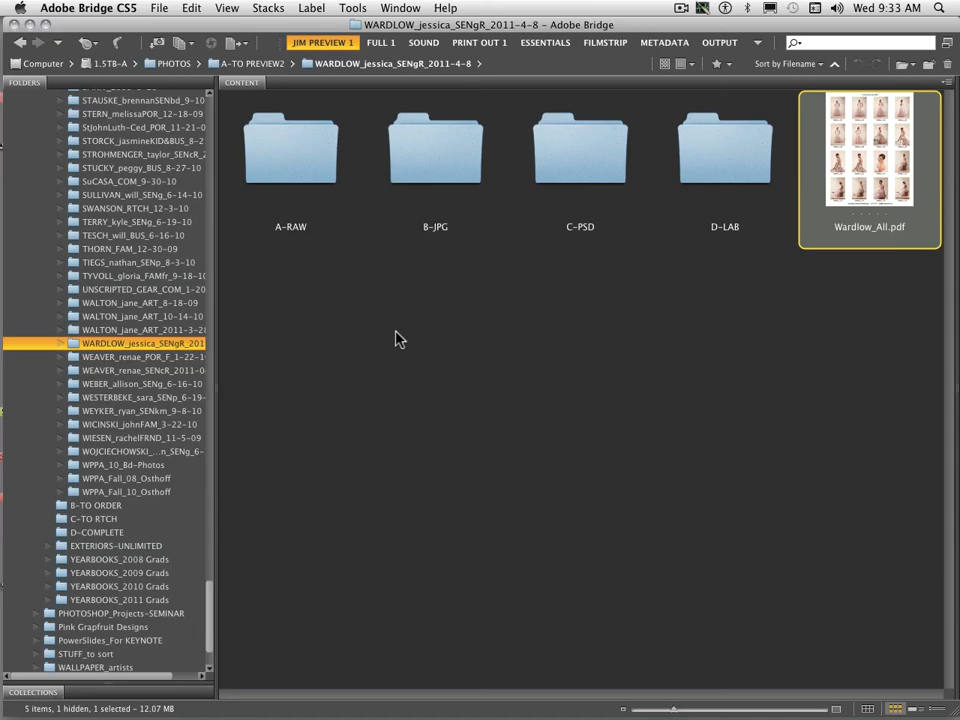 Adobe Bridge CS5 File Edit View Stacks Label Tools Window Help Wed 9:33 AM
WARDLOW_jessica_SENgR_2011-4-8 - Adobe Bridge
JIM PREVIEW 1 FULL 1 SOUND PRINT OUT 1 ESSENTIALS FILMSTRIP METADATA OUTPUT
Computer 1.5TB-A PHOTOS A-TO PREVIEW2 WARDLOW_jessica_SENgR_2011-4-8 Sort by Filename
FOLDERS
STAUSKE_brennanSENbd_9-10
STERN_melissaPOR_12-18-09
StJohnLuth-Ced_POR_11-21-0
STORCK_jasmineKID&BUS_8-2
STROHMENGER_taylor_SENcR_2
STUCKY_peggy_BUS_8-27-10
SuCASA_COM_9-30-10
SULLIVAN_will_SENg_6-14-10
SWANSON_RTCH_12-3-10
TERRY_kyle_SENg_6-19-10
TESCH_will_BUS_6-16-10
THORN_FAM_12-30-09
TIEGS_nathan_SENp_8-3-10
TYVOLL_gloria_FAMfr_9-18-10
UNSCRIPTED_GEAR_COM_1-20
WALTON_jane_ART_8-18-09
WALTON_jane_ART_10-14-10
WALTON_jane_ART_2011-3-28
WARDLOW_jessica_SENgR_201
WEAVER_renae_POR_F_1-22-1
WEAVER_renae_SENcR_2011-0
WEBER_allison_SENg_6-16-10
WESTERBEKE_sara_SENp_6-19-
WEYKER_ryan_SENkm_9-8-10
WICINSKI_johnFAM_3-22-10
WIESEN_rachelFRND_11-5-09
WOJCIECHOWSKI_...n_SENg_6-
WPPA_10_Bd-Photos
WPPA_Fall_08_Osthoff
WPPA_Fall_10_Osthoff
B-TO ORDER
C-TO RTCH
D-COMPLETE
EXTERIORS-UNLIMITED
YEARBOOKS_2008 Grads
YEARBOOKS_2009 Grads
YEARBOOKS_2010 Grads
YEARBOOKS_2011 Grads
PHOTOSHOP_Projects-SEMINAR
Pink Grapfruit Designs
PowerSlides_For KEYNOTE
STUFF_to sort
WALLPAPER_artists
COLLECTIONS
CONTENT
A-RAW
B-JPG
C-PSD
D-LAB
Wardlow_All.pdf
5 items, 1 hidden, 1 selected - 12.07 MB